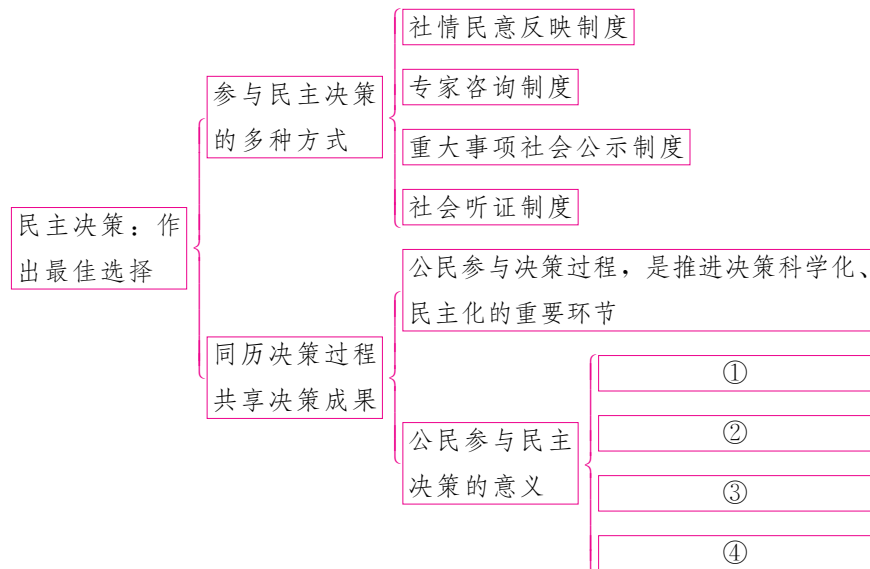 社情民意反映制度
参与民主决策
的多种方式
专家咨询制度
重大事项社会公示制度
社会听证制度
民主决策：作
出最佳选择
公民参与决策过程，是推进决策科学化、
民主化的重要环节
同历决策过程
共享决策成果
公民参与民主
决策的意义
①
②
③
④